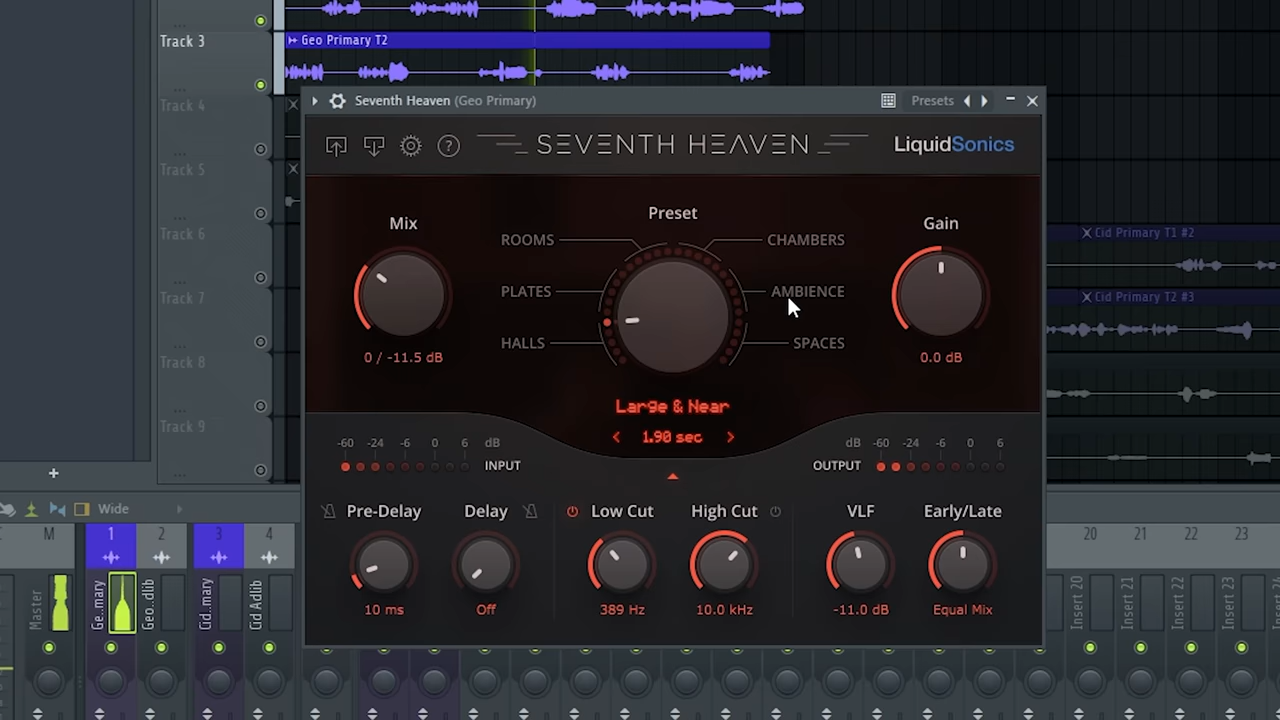 Track 3
Geo Primary T2
Track 4
Seventh Heaven (Geo Primary)
Presets
SEVENTH HEAVEN
LiquidSonics
Track 5
Track 6
Track 7
Track 8
Track 9
Cid Primary T1 #2
Cid Primary T2 #3
Mix
Preset
Gain
ROOMS
CHAMBERS
PLATES
AMBIENCE
HALLS
SPACES
0 / -11.5 dB
0.0 dB
Large & Near
1.90 sec
-60 -24 -6 0 6 dB
INPUT
dB -60 -24 -6 0 6
OUTPUT
Pre-Delay
Delay
Low Cut
High Cut
VLF
Early/Late
10 ms
Off
389 Hz
10.0 kHz
-11.0 dB
Equal Mix
Wide
M 1 2 3 4
20 21 22 23
Master
Ge..mary
Geo..dlib
Cid..mary
Cid Adlib
Insert 20
Insert 21
Insert 22
Insert 23